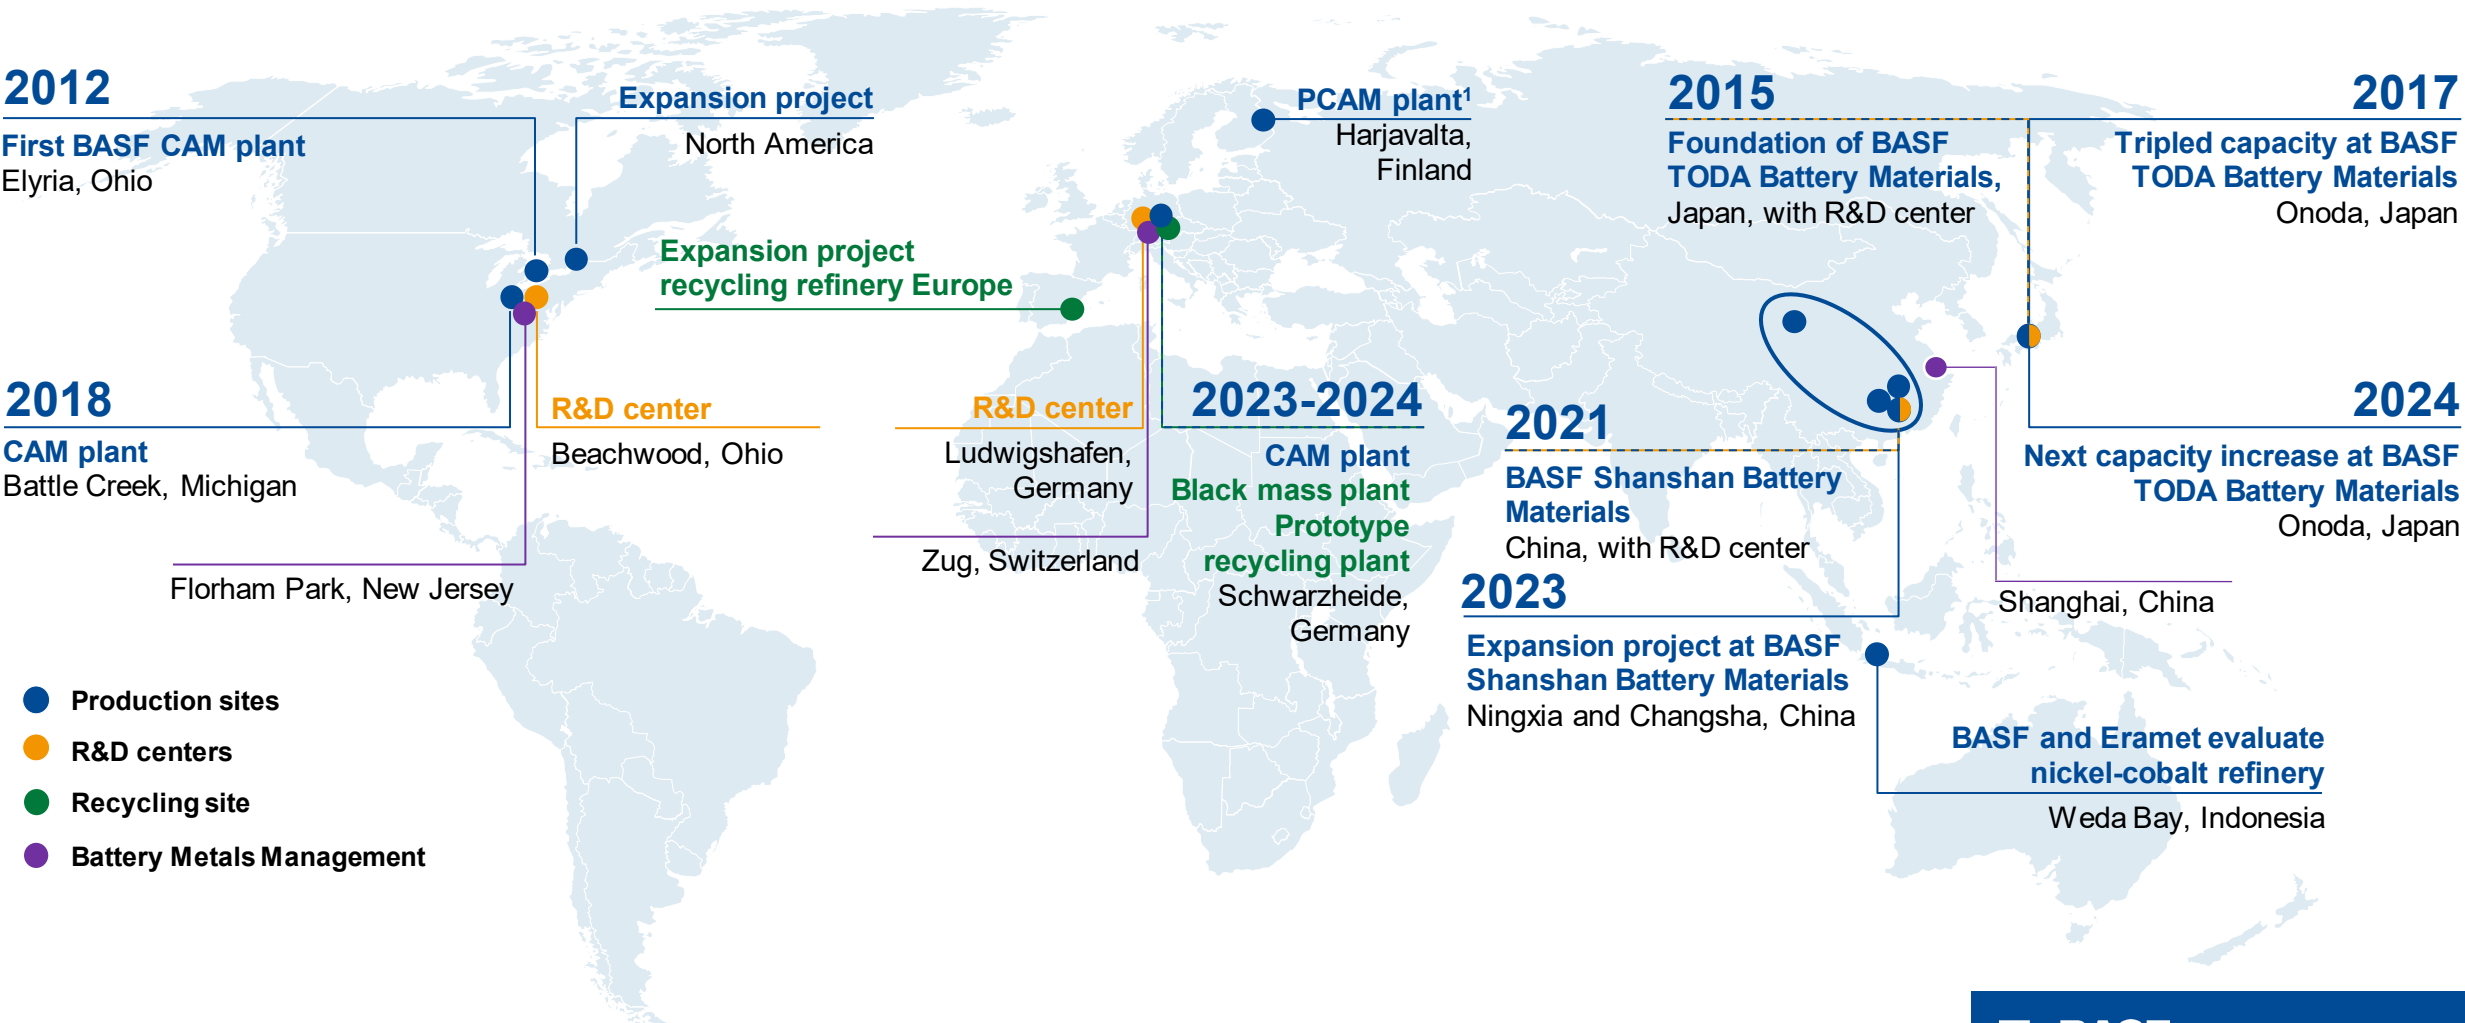 2012
First BASF CAM plant
Elyria, Ohio
Expansion project
North America
PCAM plant¹
Harjavalta,
Finland
2015
Foundation of BASF
TODA Battery Materials,
Japan, with R&D center
2017
Tripled capacity at BASF
TODA Battery Materials
Onoda, Japan
Expansion project
recycling refinery Europe
2018
CAM plant
Battle Creek, Michigan
R&D center
Beachwood, Ohio
Florham Park, New Jersey
R&D center
Ludwigshafen,
Germany
Zug, Switzerland
2023-2024
CAM plant
Black mass plant
Prototype
recycling plant
Schwarzheide,
Germany
2021
BASF Shanshan Battery
Materials
China, with R&D center
2023
Expansion project at BASF
Shanshan Battery Materials
Ningxia and Changsha, China
2024
Next capacity increase at BASF
TODA Battery Materials
Onoda, Japan
Shanghai, China
BASF and Eramet evaluate
nickel-cobalt refinery
Weda Bay, Indonesia
Production sites
R&D centers
Recycling site
Battery Metals Management